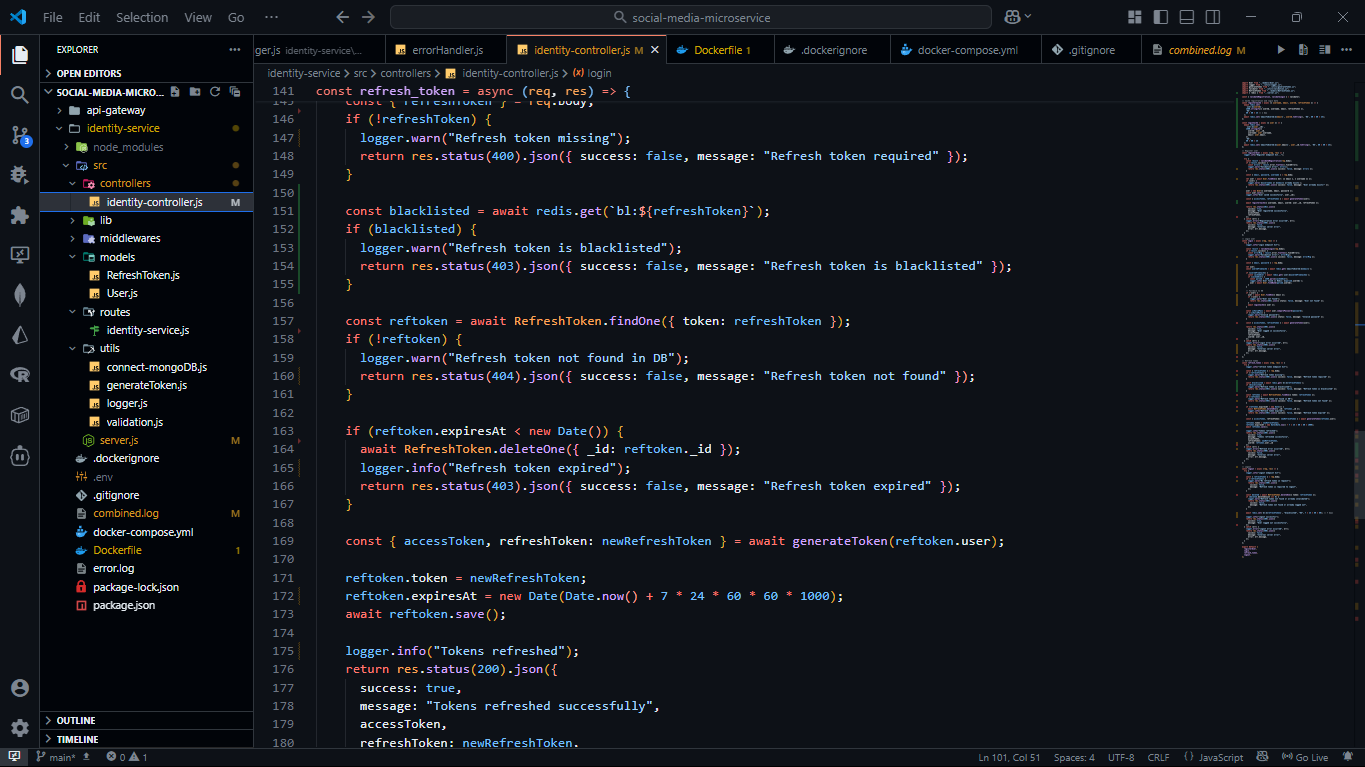 File Edit Selection View Go ··· social-media-microservice
EXPLORER ···
ger.js identity-service\... errorHandler.js identity-controller.js M Dockerfile 1 .dockerignore docker-compose.yml .gitignore combined.log M ···
OPEN EDITORS
identity-service > src > controllers > identity-controller.js > login
SOCIAL-MEDIA-MICRO...
api-gateway
identity-service
node_modules
src
controllers
identity-controller.js M
lib
middlewares
models
RefreshToken.js
User.js
routes
identity-service.js
utils
connect-mongoDB.js
generateToken.js
logger.js
validation.js
server.js M
.dockerignore
.env
.gitignore
combined.log M
docker-compose.yml
Dockerfile 1
error.log
package-lock.json
package.json
OUTLINE
TIMELINE
3
141 const refresh_token = async (req, res) => {
145 const { refreshToken } = req.body;
146 if (!refreshToken) {
147 logger.warn("Refresh token missing");
148 return res.status(400).json({ success: false, message: "Refresh token required" });
149 }
150
151 const blacklisted = await redis.get(`bl:${refreshToken}`);
152 if (blacklisted) {
153 logger.warn("Refresh token is blacklisted");
154 return res.status(403).json({ success: false, message: "Refresh token is blacklisted" });
155 }
156
157 const reftoken = await RefreshToken.findOne({ token: refreshToken });
158 if (!reftoken) {
159 logger.warn("Refresh token not found in DB");
160 return res.status(404).json({ success: false, message: "Refresh token not found" });
161 }
162
163 if (reftoken.expiresAt < new Date()) {
164 await RefreshToken.deleteOne({ _id: reftoken._id });
165 logger.info("Refresh token expired");
166 return res.status(403).json({ success: false, message: "Refresh token expired" });
167 }
168
169 const { accessToken, refreshToken: newRefreshToken } = await generateToken(reftoken.user);
170
171 reftoken.token = newRefreshToken;
172 reftoken.expiresAt = new Date(Date.now() + 7 * 24 * 60 * 60 * 1000);
173 await reftoken.save();
174
175 logger.info("Tokens refreshed");
176 return res.status(200).json({
177 success: true,
178 message: "Tokens refreshed successfully",
179 accessToken,
180 refreshToken: newRefreshToken,
main* 0 1 Ln 101, Col 51 Spaces: 4 UTF-8 CRLF {} JavaScript Go Live